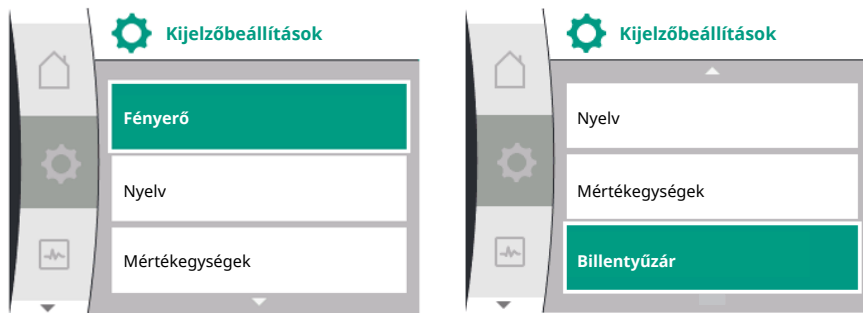 Kijelzőbeállítások
Fényerő
Nyelv
Mértékegységek
Kijelzőbeállítások
Nyelv
Mértékegységek
Billentyűzár